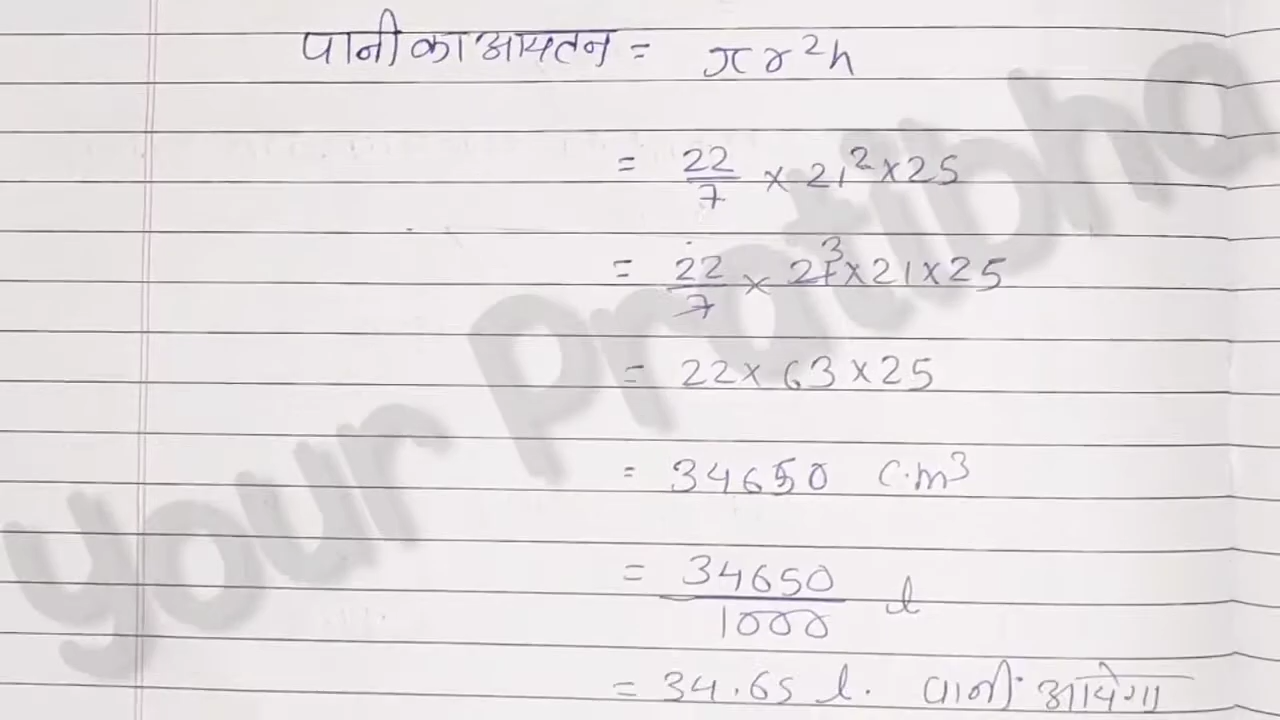 पानी का आयतन = πr²h
= 22/7 × 21² × 25
= 22/7 × 21³ × 21 × 25
= 22 × 63 × 25
= 34650 c.m³
= 34650/1000 l
= 34.65 l. पानी आयेगा
your pratibha